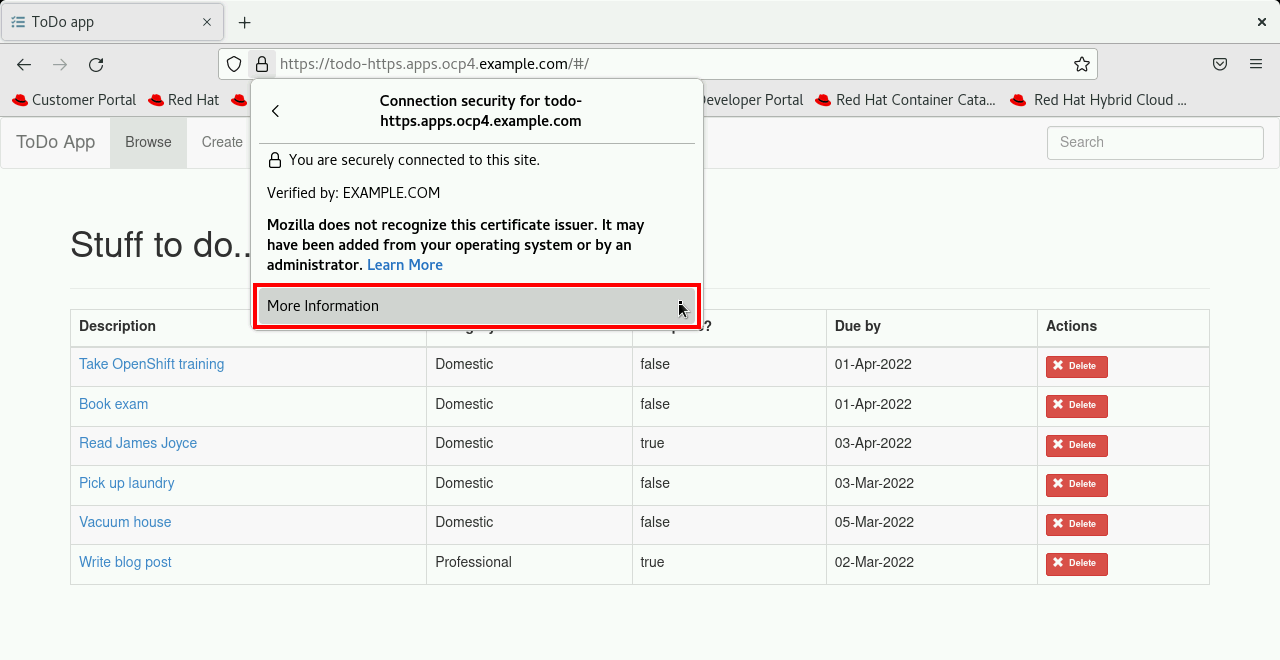 ToDo app
https://todo-https.apps.ocp4.example.com/#/
Customer Portal Red Hat Developer Portal Red Hat Container Cata... Red Hat Hybrid Cloud ...
ToDo App Browse Create Search
Connection security for todo-
https.apps.ocp4.example.com
You are securely connected to this site.
Verified by: EXAMPLE.COM
Mozilla does not recognize this certificate issuer. It may
have been added from your operating system or by an
administrator. Learn More
More Information
Stuff to do..
Description ? Due by Actions
Take OpenShift training Domestic false 01-Apr-2022 Delete
Book exam Domestic false 01-Apr-2022 Delete
Read James Joyce Domestic true 03-Apr-2022 Delete
Pick up laundry Domestic false 03-Mar-2022 Delete
Vacuum house Domestic false 05-Mar-2022 Delete
Write blog post Professional true 02-Mar-2022 Delete